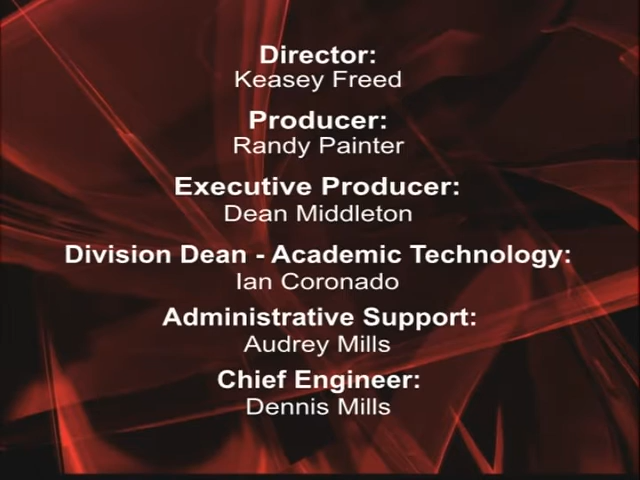 Director:
Keasey Freed
Producer:
Randy Painter
Executive Producer:
Dean Middleton
Division Dean - Academic Technology:
Ian Coronado
Administrative Support:
Audrey Mills
Chief Engineer:
Dennis Mills